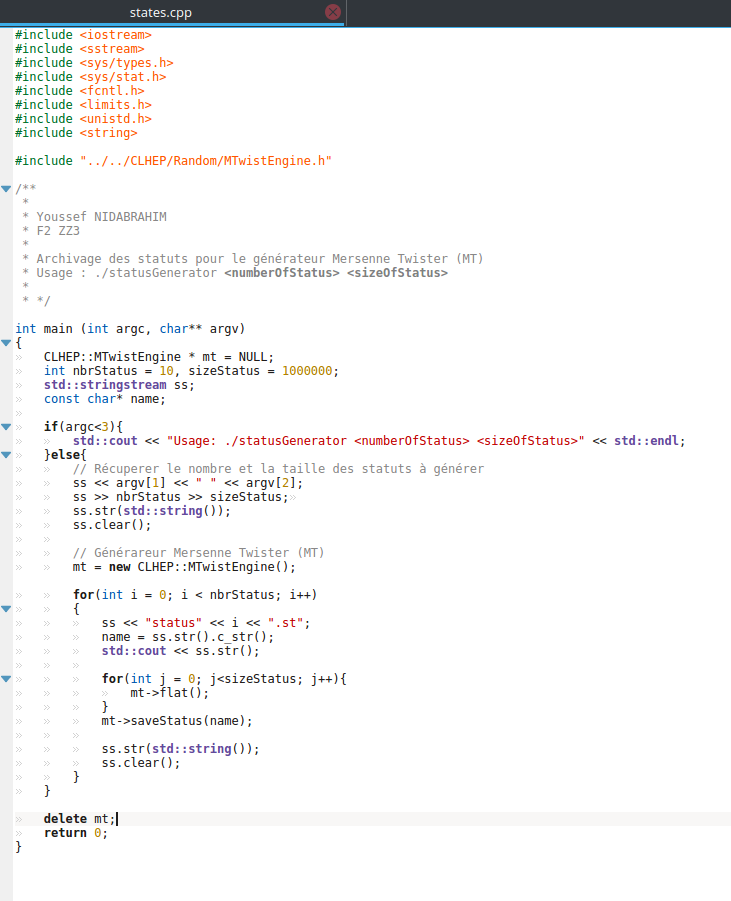 states.cpp
#include <iostream>
#include <sstream>
#include <sys/types.h>
#include <sys/stat.h>
#include <fcntl.h>
#include <limits.h>
#include <unistd.h>
#include <string>

#include "../../CLHEP/Random/MTwistEngine.h"

/**
 *
 * Youssef NIDABRAHIM
 * F2 ZZ3
 *
 * Archivage des statuts pour le générateur Mersenne Twister (MT)
 * Usage : ./statusGenerator <numberOfStatus> <sizeOfStatus>
 *
 * */

int main (int argc, char** argv)
{
    CLHEP::MTwistEngine * mt = NULL;
    int nbrStatus = 10, sizeStatus = 1000000;
    std::stringstream ss;
    const char* name;

    if(argc<3){
        std::cout << "Usage: ./statusGenerator <numberOfStatus> <sizeOfStatus>" << std::endl;
    }else{
        // Récuperer le nombre et la taille des statuts à générer
        ss << argv[1] << " " << argv[2];
        ss >> nbrStatus >> sizeStatus;
        ss.str(std::string());
        ss.clear();

        // Générareur Mersenne Twister (MT)
        mt = new CLHEP::MTwistEngine();

        for(int i = 0; i < nbrStatus; i++)
        {
            ss << "status" << i << ".st";
            name = ss.str().c_str();
            std::cout << ss.str();

            for(int j = 0; j<sizeStatus; j++){
                mt->flat();
            }
            mt->saveStatus(name);

            ss.str(std::string());
            ss.clear();
        }
    }

    delete mt;
    return 0;
}